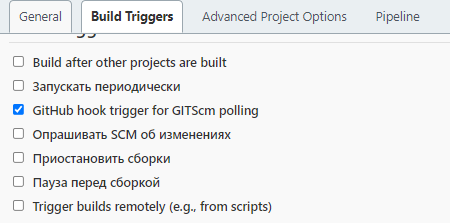 General
Build Triggers
Advanced Project Options
Pipeline
Build after other projects are built
Запускать периодически
GitHub hook trigger for GITScm polling
Опрашивать SCM об изменениях
Приостановить сборки
Пауза перед сборкой
Trigger builds remotely (e.g., from scripts)